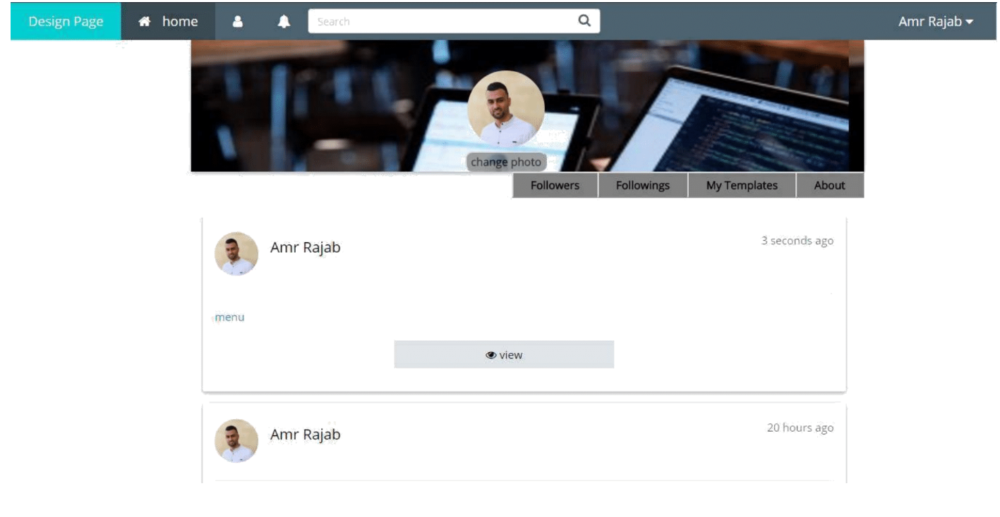 Design Page home Search Amr Rajab
change photo
Followers Followings My Templates About
Amr Rajab 3 seconds ago
menu
view
Amr Rajab 20 hours ago